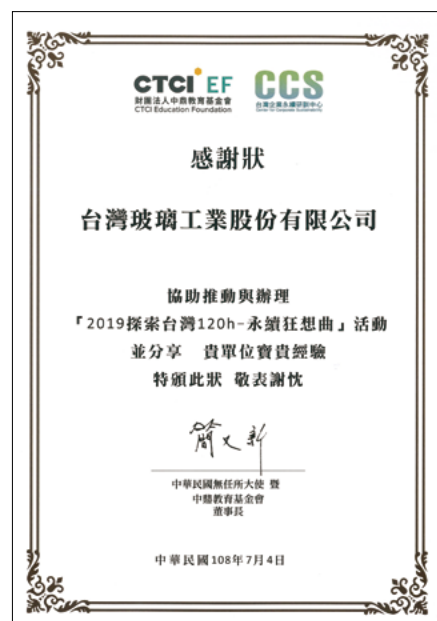 CTCI EF
財團法人中鼎教育基金會
CTCI Education Foundation
CCS
台灣企業永續研訓中心
Center for Corporate Sustainability
感謝狀
台灣玻璃工業股份有限公司
協助推動與辦理
『2019探索台灣120h-永續狂想曲』活動
並分享 貴單位寶貴經驗
特頒此狀 敬表謝忱
簡又新
中華民國無任所大使 暨
中鼎教育基金會
董事長
中華民國108年7月4日